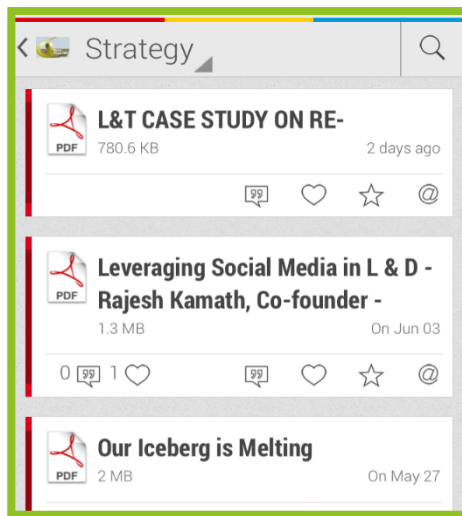 Strategy
L&T CASE STUDY ON RE-
PDF 780.6 KB 2 days ago
Leveraging Social Media in L & D -
Rajesh Kamath, Co-founder -
PDF
1.3 MB On Jun 03
0 1
Our Iceberg is Melting
PDF 2 MB On May 27